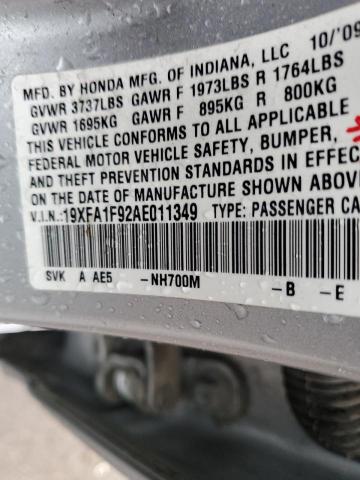 MFD. BY HONDA MFG. OF INDIANA, LLC 10/09
GVWR 3737LBS GAWR F 1973LBS R 1764LBS
GVWR 1695KG GAWR F 895KG R 800KG
THIS VEHICLE CONFORMS TO ALL APPLICABLE
FEDERAL MOTOR VEHICLE SAFETY, BUMPER,
THEFT PREVENTION STANDARDS IN EFFEC
ON THE DATE OF MANUFACTURE SHOWN ABOVE
V.I.N.:19XFA1F92AE011349 TYPE: PASSENGER CA
SVK A AE5 -NH700M -B -E